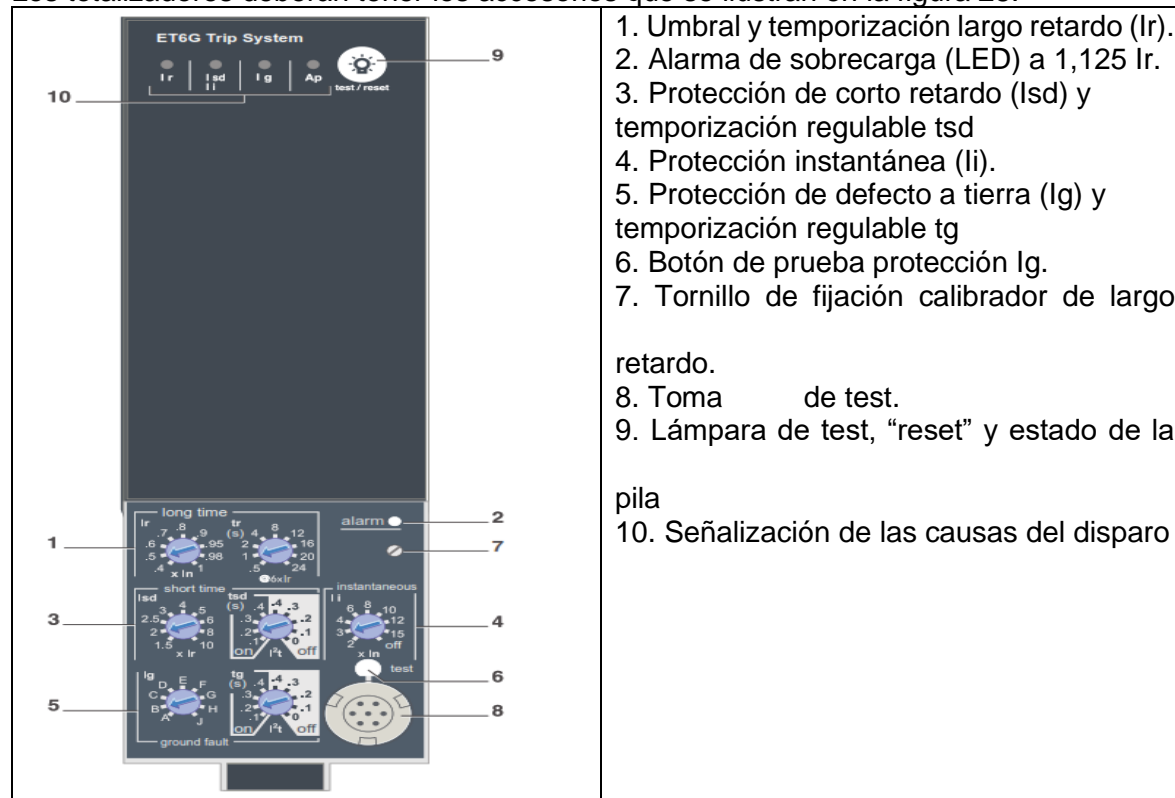 Los totalizadores deberán tener los accesorios que se ilustran en la figura
ET6G Trip System
Ir Isd Ii Ig Ap
test / reset
9
10
long time
Ir .4 .5 .6 .7 .8 .9 .95 .98 1
x In
tr (s) .5 1 2 4 8 12 16 20 24
@6xIr
alarm
2
7
1
short time
Isd 1.5 2 2.5 3 4 5 6 8 10
x Ir
tsd (s) .1 .2 .3 .4 .4 .3 .2 .1 0
on I²t off
instantaneous
Ii 2 3 4 6 8 10 12 15 off
x In
3
4
test
6
Ig A B C D E F G H J
tg (s) .1 .2 .3 .4 .4 .3 .2 .1 0
on I²t off
ground fault
5
8
1. Umbral y temporización largo retardo (Ir).
2. Alarma de sobrecarga (LED) a 1,125 Ir.
3. Protección de corto retardo (Isd) y
temporización regulable tsd
4. Protección instantánea (Ii).
5. Protección de defecto a tierra (Ig) y
temporización regulable tg
6. Botón de prueba protección Ig.
7. Tornillo de fijación calibrador de largo
retardo.
8. Toma de test.
9. Lámpara de test, “reset” y estado de la
pila
10. Señalización de las causas del disparo